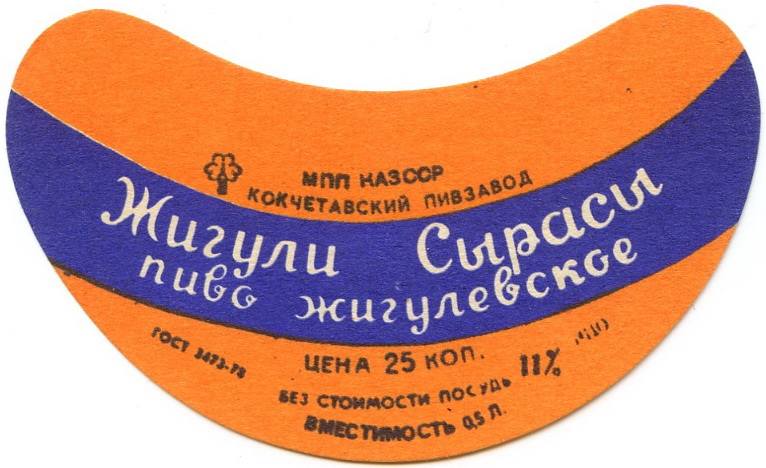 МПП КАЗССР
КОКЧЕТАВСКИЙ ПИВЗАВОД
Жигули Сырасы
пиво жигулевское
ГОСТ 3473-78
ЦЕНА 25 КОП.
БЕЗ СТОИМОСТИ ПОСУДЬ 11%
ВМЕСТИМОСТЬ 0,5 Л.